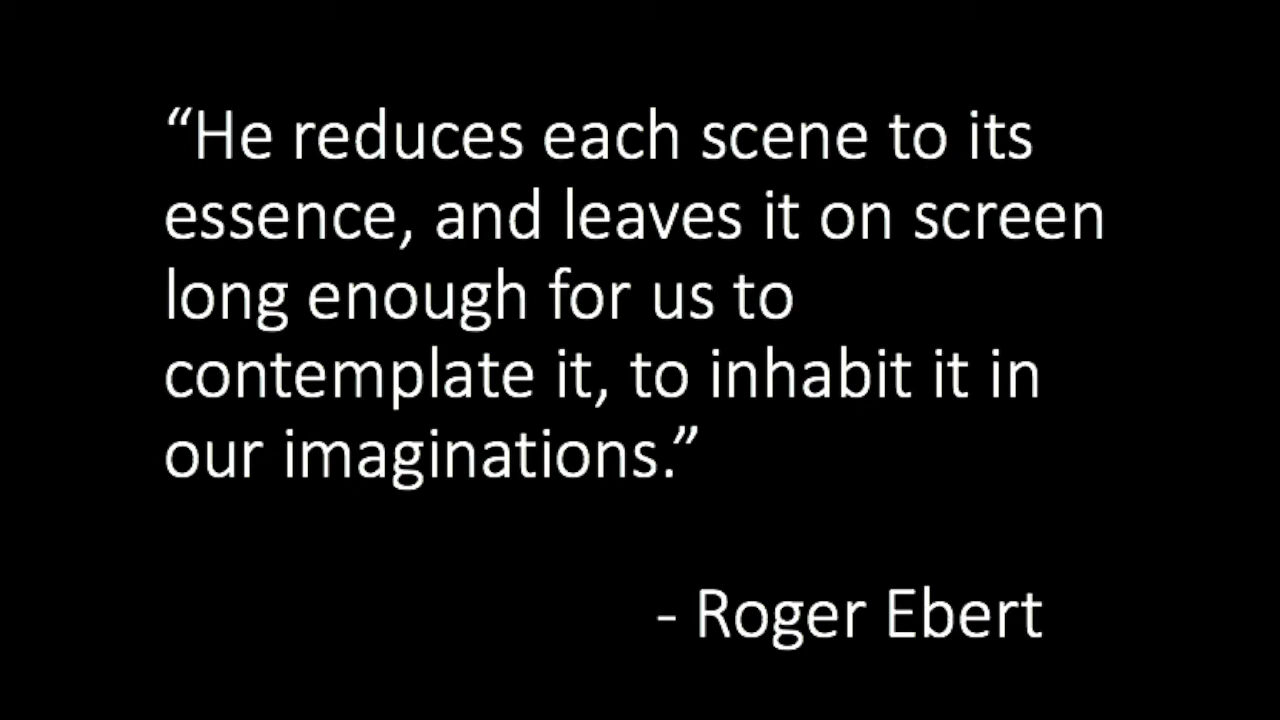 “He reduces each scene to its
essence, and leaves it on screen
long enough for us to
contemplate it, to inhabit it in
our imaginations.”
- Roger Ebert